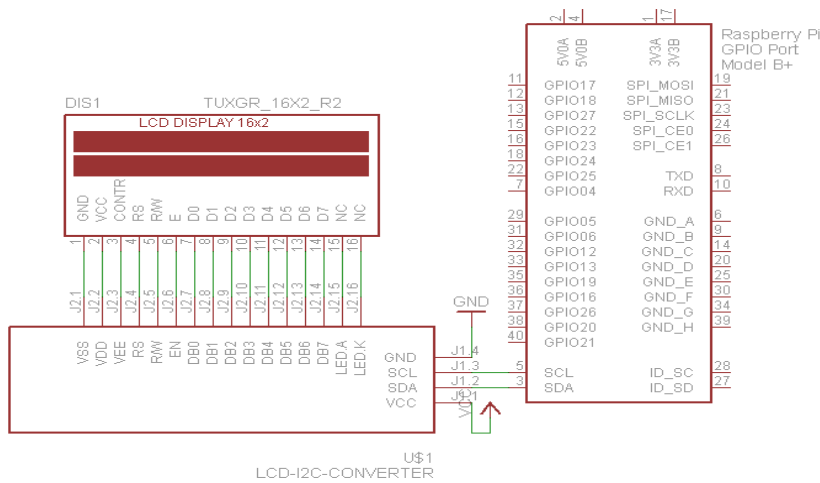 DIS1 TUXGR_16X2_R2
LCD DISPLAY 16x2
GND VCC CONTR RS R/W E D0 D1 D2 D3 D4 D5 D6 D7 NC NC
1 2 3 4 5 6 7 8 9 10 11 12 13 14 15 16
J2.1 J2.2 J2.3 J2.4 J2.5 J2.6 J2.7 J2.8 J2.9 J2.10 J2.11 J2.12 J2.13 J2.14 J2.15 J2.16
VSS VDD VEE RS R/W EN DB0 DB1 DB2 DB3 DB4 DB5 DB6 DB7 LED.A LED.K
GND
GND J1.4
SCL J1.3
SDA J1.2
VCC J1.1
VCC
U$1
LCD-I2C-CONVERTER
Raspberry Pi
GPIO Port
Model B+
2 4 1 17
5V0A 5V0B 3V3A 3V3B
11 GPIO17 SPI_MOSI 19
12 GPIO18 SPI_MISO 21
13 GPIO27 SPI_SCLK 23
15 GPIO22 SPI_CE0 24
16 GPIO23 SPI_CE1 26
18 GPIO24
22 GPIO25 TXD 8
7 GPIO04 RXD 10
29 GPIO05 GND_A 6
31 GPIO06 GND_B 9
32 GPIO12 GND_C 14
33 GPIO13 GND_D 20
35 GPIO19 GND_E 25
36 GPIO16 GND_F 30
37 GPIO26 GND_G 34
38 GPIO20 GND_H 39
40 GPIO21
5 SCL ID_SC 28
3 SDA ID_SD 27